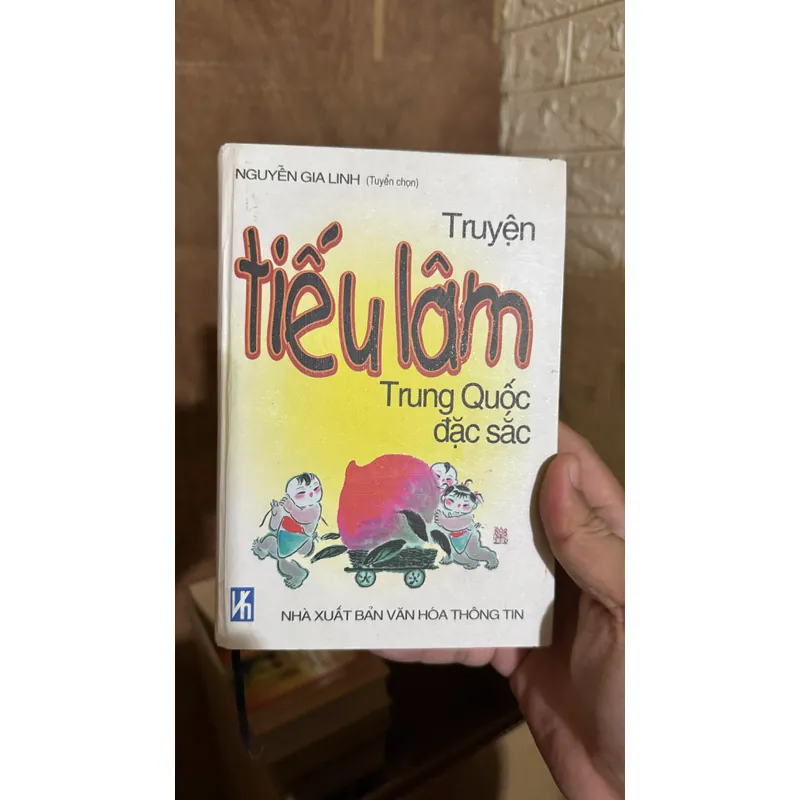 NGUYỄN GIA LINH (Tuyển chọn)
Truyện
tiếu lâm
Trung Quốc
đặc sắc
NHÀ XUẤT BẢN VĂN HÓA THÔNG TIN